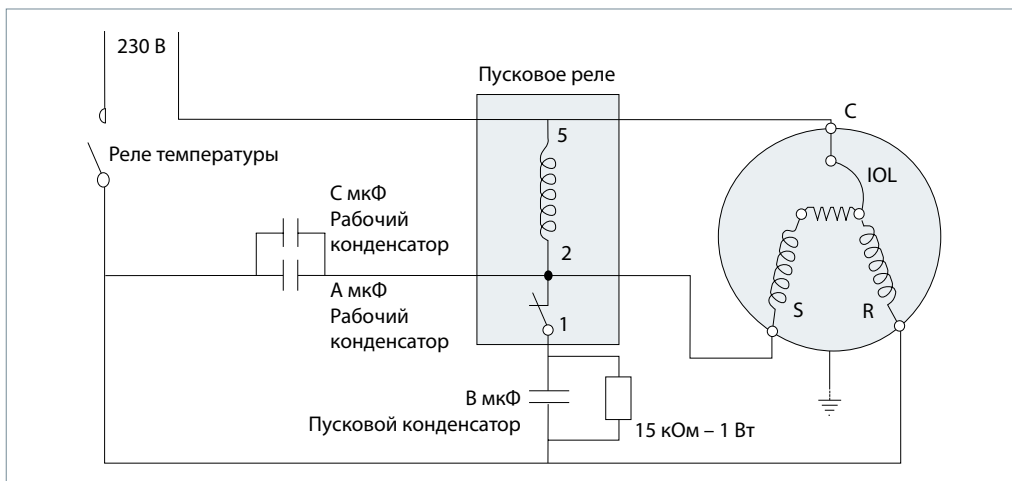 230 В
Пусковое реле
C
5
Реле температуры
IOL
С мкФ
Рабочий
конденсатор
2
А мкФ
Рабочий
конденсатор
S
R
1
В мкФ
Пусковой конденсатор
15 кОм – 1 Вт